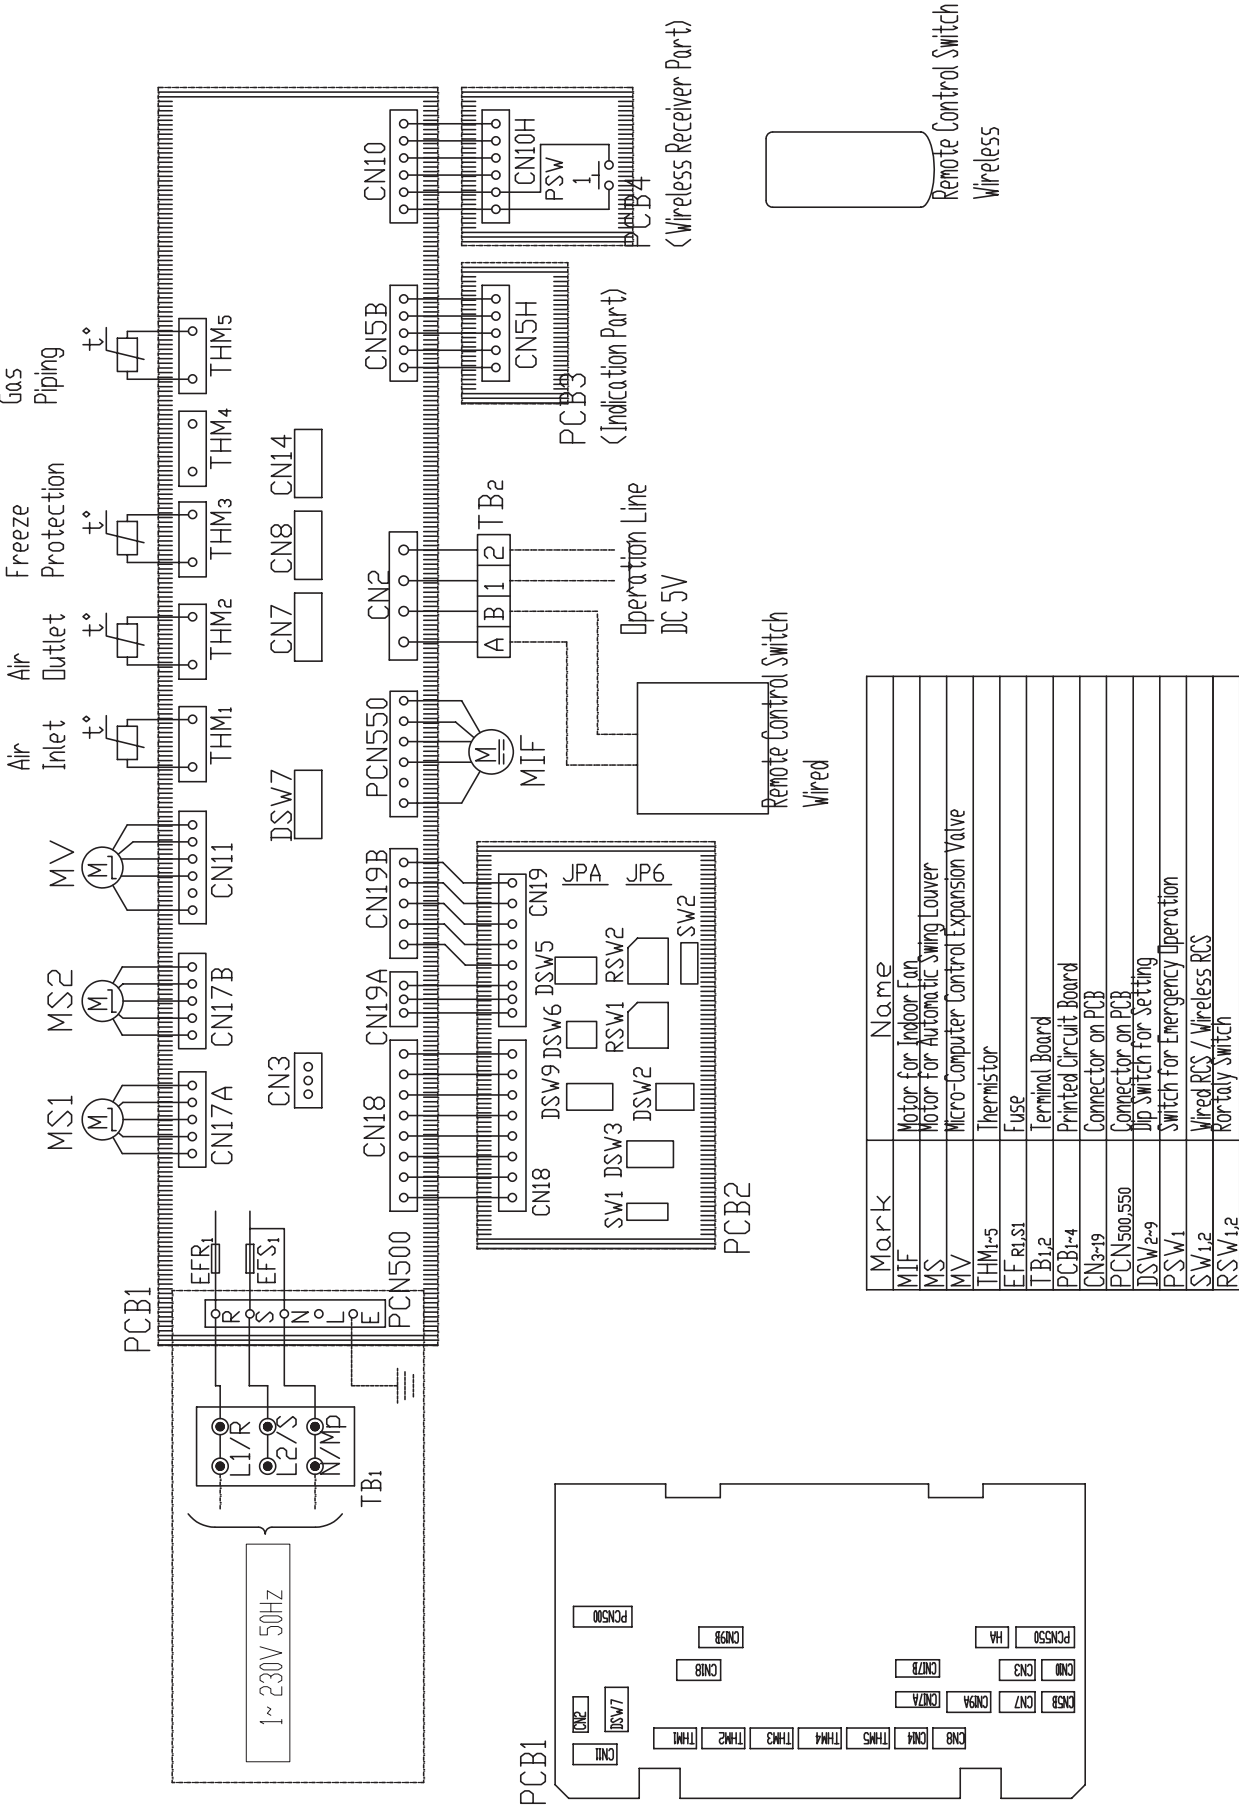 1~ 230V 50Hz
L1/R
L2/S
N/Mp
TB1
PCB1
R
S
N
L
E
PCN500
EFR1
EFS1
MS1
M
CN17A
MS2
M
CN17B
MV
M
CN11
Air
Inlet
t°
THM1
Air
Outlet
t°
THM2
Freeze
Protection
t°
THM3
THM4
Gas
Piping
t°
THM5
CN3
DSW7
CN7
CN8
CN14
CN18
CN19A
CN19B
PCN550
CN2
CN5B
CN10
CN18
CN19
DSW9
DSW6
DSW5
JPA
SW1
DSW3
DSW2
RSW1
RSW2
JP6
SW2
PCB2
M
MIF
A
B
1
2
TB2
Operation Line
DC 5V
Remote Control Switch
Wired
CN5H
PCB3
(Indication Part)
CN10H
PSW
1
PCB4
(Wireless Receiver Part)
Remote Control Switch
Wireless
PCB1
CN11
CN2
DSW7
PCN500
THM1
THM2
THM3
THM4
THM5
CN14
CN8
CN18
CN19B
CN17A
CN17B
CN19A
CN7
CN3
CN5B
CN10
HA
PCN550
Mark Name
MIF Motor for Indoor Fan
MS Motor for Automatic Swing Louver
MV Micro-Computer Control Expansion Valve
THM1~5 Thermistor
EF R1,S1 Fuse
TB1,2 Terminal Board
PCB1~4 Printed Circuit Board
CN3~19 Connector on PCB
PCN500,550 Connector on PCB
DSW2~9 Dip Switch for Setting
PSW1 Switch for Emergency Operation
SW1,2 Wired RCS / Wireless RCS
RSW1,2 Rortaly Switch